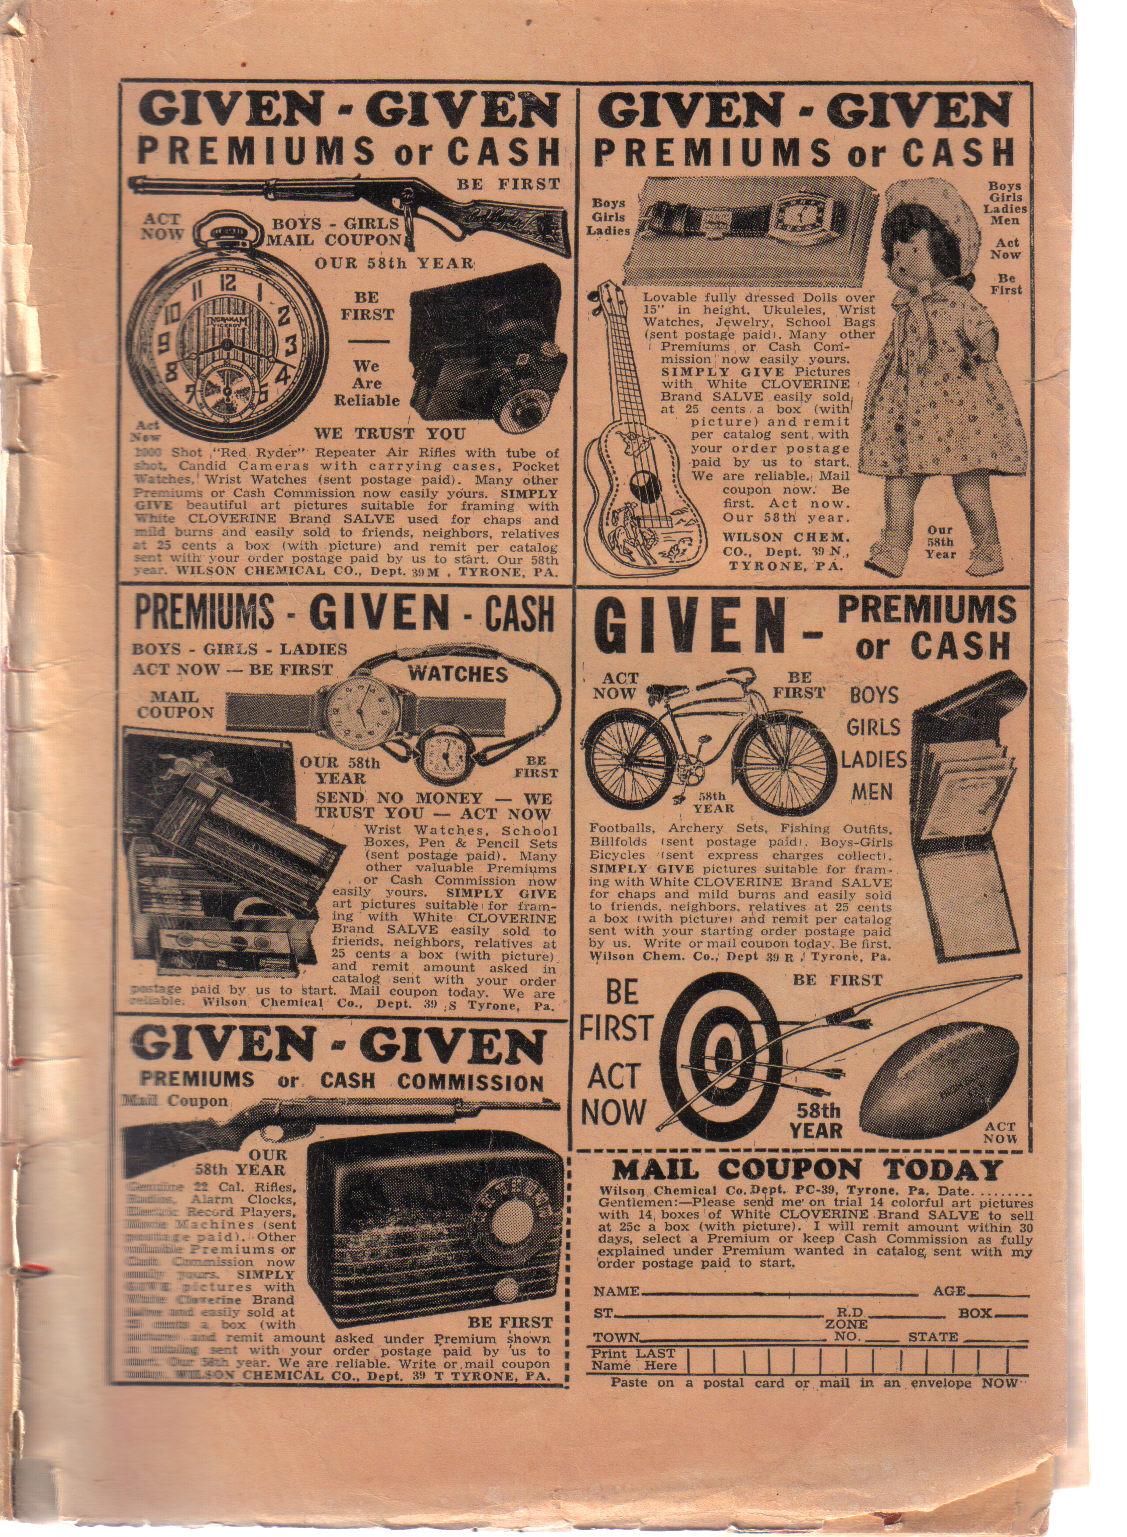 GIVEN - GIVEN
PREMIUMS or CASH
BE FIRST
ACT
NOW
BOYS - GIRLS
MAIL COUPON
OUR 58th YEAR
BE
FIRST
We
Are
Reliable
12
1
2
3
4
6
7
8
9
10
11
INGRAHAM
VICEROY
Act
Now
WE TRUST YOU
1000 Shot "Red Ryder" Repeater Air Rifles with tube of
shot, Candid Cameras with carrying cases, Pocket
Watches, Wrist Watches (sent postage paid). Many other
Premiums or Cash Commission now easily yours. SIMPLY
GIVE beautiful art pictures suitable for framing with
White CLOVERINE Brand SALVE used for chaps and
mild burns and easily sold to friends, neighbors, relatives
at 25 cents a box (with picture) and remit per catalog
sent with your order postage paid by us to start. Our 58th
year. WILSON CHEMICAL CO., Dept. 39 M , TYRONE, PA.
GIVEN - GIVEN
PREMIUMS or CASH
Boys
Girls
Ladies
Boys
Girls
Ladies
Men
Act
Now
Be
First
Lovable fully dressed Dolls over
15" in height, Ukuleles, Wrist
Watches, Jewelry, School Bags
(sent postage paid). Many other
Premiums or Cash Com-
mission now easily yours.
SIMPLY GIVE Pictures
with White CLOVERINE
Brand SALVE easily sold
at 25 cents a box (with
picture) and remit
per catalog sent with
your order postage
paid by us to start.
We are reliable. Mail
coupon now. Be
first. Act now.
Our 58th year.
WILSON CHEM.
CO., Dept. 39 N.,
TYRONE, PA.
Our
58th
Year
PREMIUMS - GIVEN - CASH
BOYS - GIRLS - LADIES
ACT NOW — BE FIRST
WATCHES
MAIL
COUPON
OUR 58th
YEAR
BE
FIRST
SEND NO MONEY — WE
TRUST YOU — ACT NOW
Wrist Watches, School
Boxes, Pen & Pencil Sets
(sent postage paid). Many
other valuable Premiums
or Cash Commission now
easily yours. SIMPLY GIVE
art pictures suitable for fram-
ing with White CLOVERINE
Brand SALVE easily sold to
friends, neighbors, relatives at
25 cents a box (with picture)
and remit amount asked in
catalog sent with your order
postage paid by us to start. Mail coupon today. We are
reliable. Wilson Chemical Co., Dept. 39 S Tyrone, Pa.
GIVEN - PREMIUMS
or CASH
ACT
NOW
BE
FIRST
BOYS
GIRLS
LADIES
MEN
58th
YEAR
Footballs, Archery Sets, Fishing Outfits,
Billfolds (sent postage paid). Boys-Girls
Bicycles (sent express charges collect).
SIMPLY GIVE pictures suitable for fram-
ing with White CLOVERINE Brand SALVE
for chaps and mild burns and easily sold
to friends, neighbors, relatives at 25 cents
a box (with picture) and remit per catalog
sent with your starting order postage paid
by us. Write or mail coupon today. Be first.
Wilson Chem. Co., Dept 39 R , Tyrone, Pa.
BE FIRST
BE
FIRST
ACT
NOW
58th
YEAR
ACT
NOW
GIVEN - GIVEN
PREMIUMS or CASH COMMISSION
Mail Coupon
OUR
58th YEAR
Genuine 22 Cal. Rifles,
Radios, Alarm Clocks,
Electric Record Players,
Movie Machines (sent
postage paid). Other
valuable Premiums or
Cash Commission now
easily yours. SIMPLY
GIVE pictures with
White Cloverine Brand
Salve and easily sold at
25 cents a box (with
picture) and remit amount asked under Premium shown
in catalog sent with your order postage paid by us to
start. Our 58th year. We are reliable. Write or mail coupon
WILSON CHEMICAL CO., Dept. 39 T TYRONE, PA.
BE FIRST
MAIL COUPON TODAY
Wilson Chemical Co. Dept. PC-39, Tyrone, Pa. Date.........
Gentlemen:—Please send me on trial 14 colorful art pictures
with 14 boxes of White CLOVERINE Brand SALVE to sell
at 25c a box (with picture). I will remit amount within 30
days, select a Premium or keep Cash Commission as fully
explained under Premium wanted in catalog sent with my
order postage paid to start.
NAME AGE
ST. R.D BOX
ZONE
TOWN NO. STATE
Print LAST
Name Here
Paste on a postal card or mail in an envelope NOW